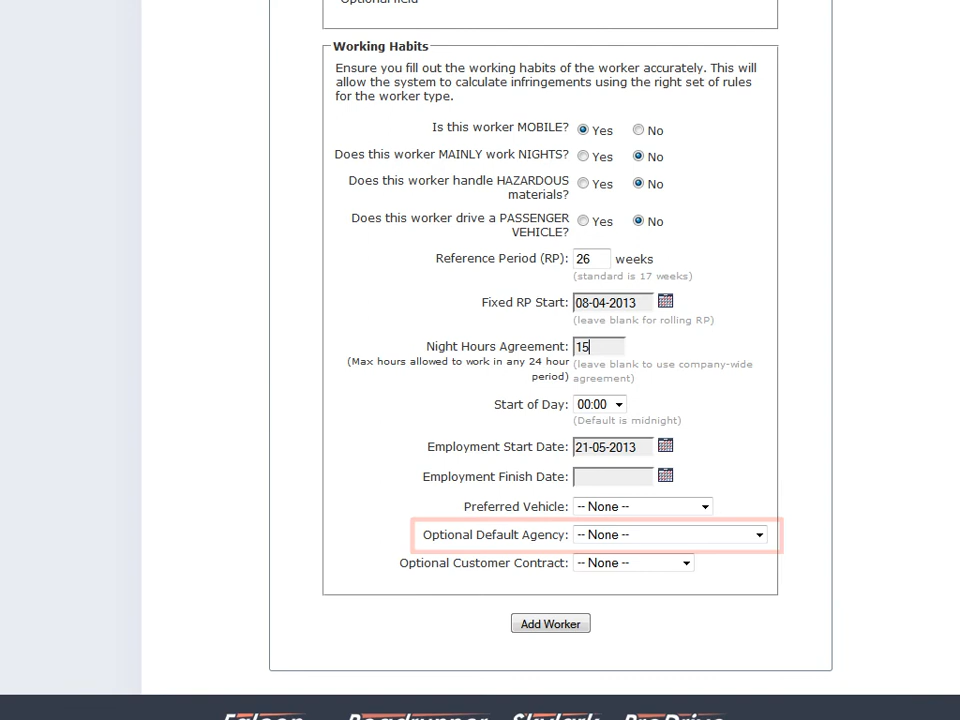 Optional field
Working Habits
Ensure you fill out the working habits of the worker accurately. This will
allow the system to calculate infringements using the right set of rules
for the worker type.
Is this worker MOBILE? Yes No
Does this worker MAINLY work NIGHTS? Yes No
Does this worker handle HAZARDOUS
materials? Yes No
Does this worker drive a PASSENGER
VEHICLE? Yes No
Reference Period (RP): 26 weeks
(standard is 17 weeks)
Fixed RP Start: 08-04-2013
(leave blank for rolling RP)
Night Hours Agreement: 15
(Max hours allowed to work in any 24 hour
period)
(leave blank to use company-wide
agreement)
Start of Day: 00:00
(Default is midnight)
Employment Start Date: 21-05-2013
Employment Finish Date:
Preferred Vehicle: -- None --
Optional Default Agency: -- None --
Optional Customer Contract: -- None --
Add Worker
Falcon Roadrunner Skylark ProDrive